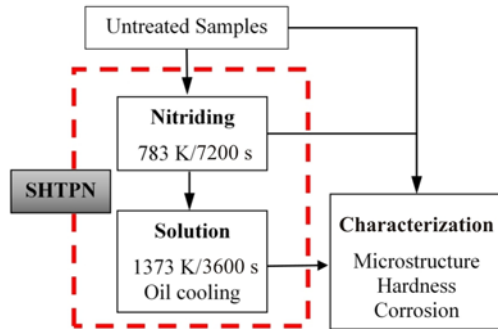 Untreated Samples
Nitriding
783 K/7200 s
SHTPN
Solution
1373 K/3600 s
Oil cooling
Characterization
Microstructure
Hardness
Corrosion